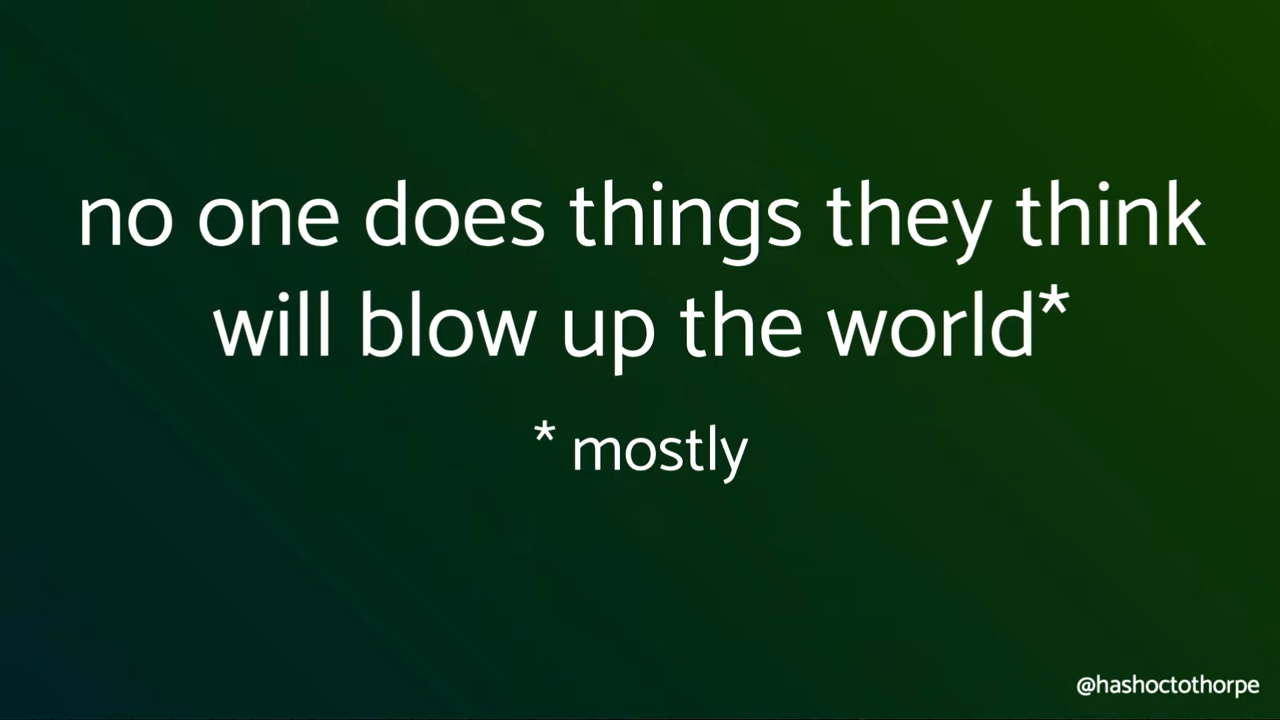 no one does things they think
will blow up the world*
* mostly
@hashoctothorpe